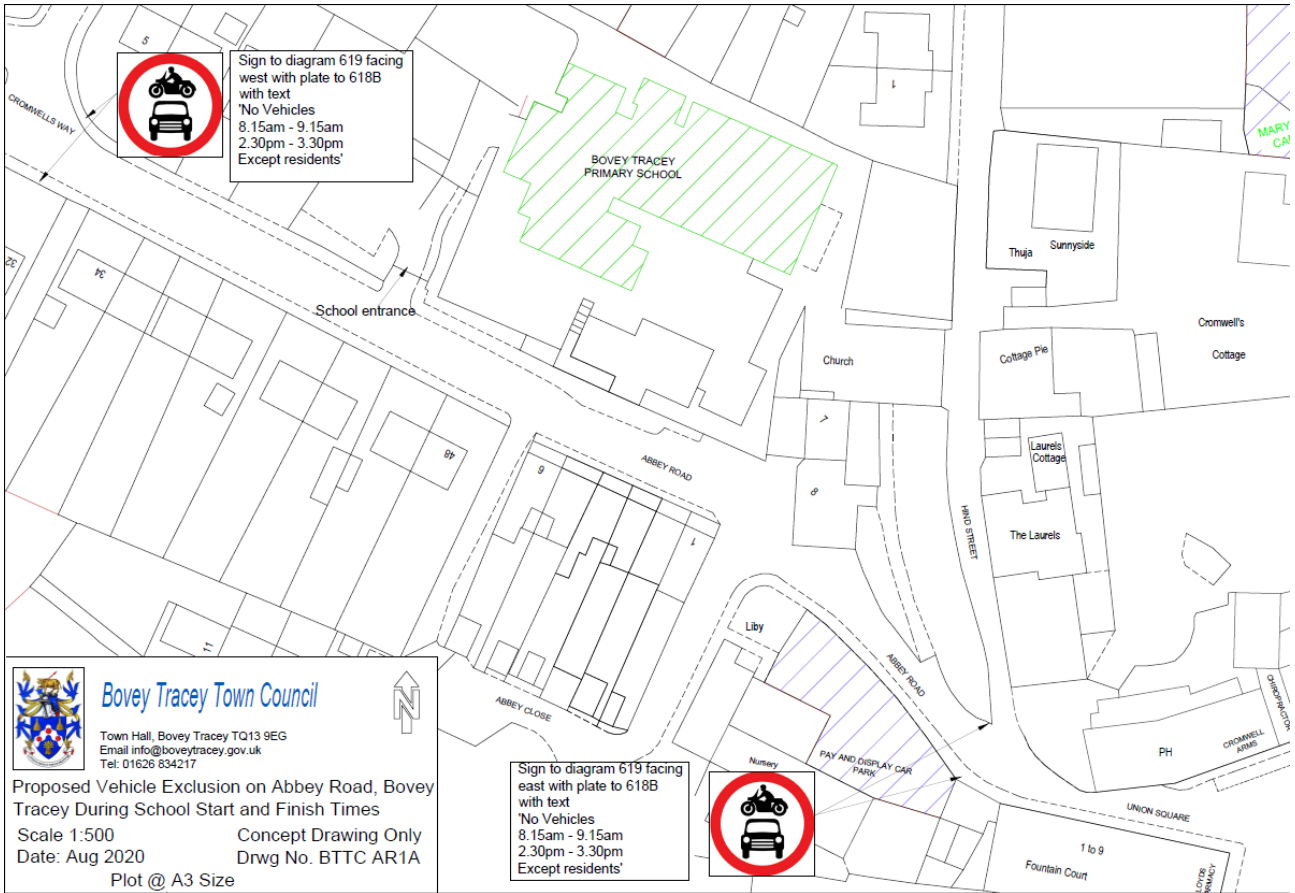 5
CROMWELLS WAY
Sign to diagram 619 facing
west with plate to 618B
with text
'No Vehicles
8.15am - 9.15am
2.30pm - 3.30pm
Except residents'
1
MARY
CA
BOVEY TRACEY
PRIMARY SCHOOL
Thuja
Sunnyside
32
34
School entrance
Cromwell's
Cottage
Church
Cottage Pie
7
Laurels
Cottage
48
ABBEY ROAD
9
8
HIND STREET
The Laurels
1
Liby
11
ABBEY ROAD
ABBEY CLOSE
CHIROPRACTOR
PH
CROMWELL
ARMS
Nursery
PAY AND DISPLAY CAR
PARK
UNION SQUARE
1 to 9
Fountain Court
LOYDS
ARMACY
Sign to diagram 619 facing
east with plate to 618B
with text
'No Vehicles
8.15am - 9.15am
2.30pm - 3.30pm
Except residents'
Bovey Tracey Town Council
N
Town Hall, Bovey Tracey TQ13 9EG
Email info@boveytracey.gov.uk
Tel: 01626 834217
Proposed Vehicle Exclusion on Abbey Road, Bovey
Tracey During School Start and Finish Times
Scale 1:500 Concept Drawing Only
Date: Aug 2020 Drwg No. BTTC AR1A
Plot @ A3 Size